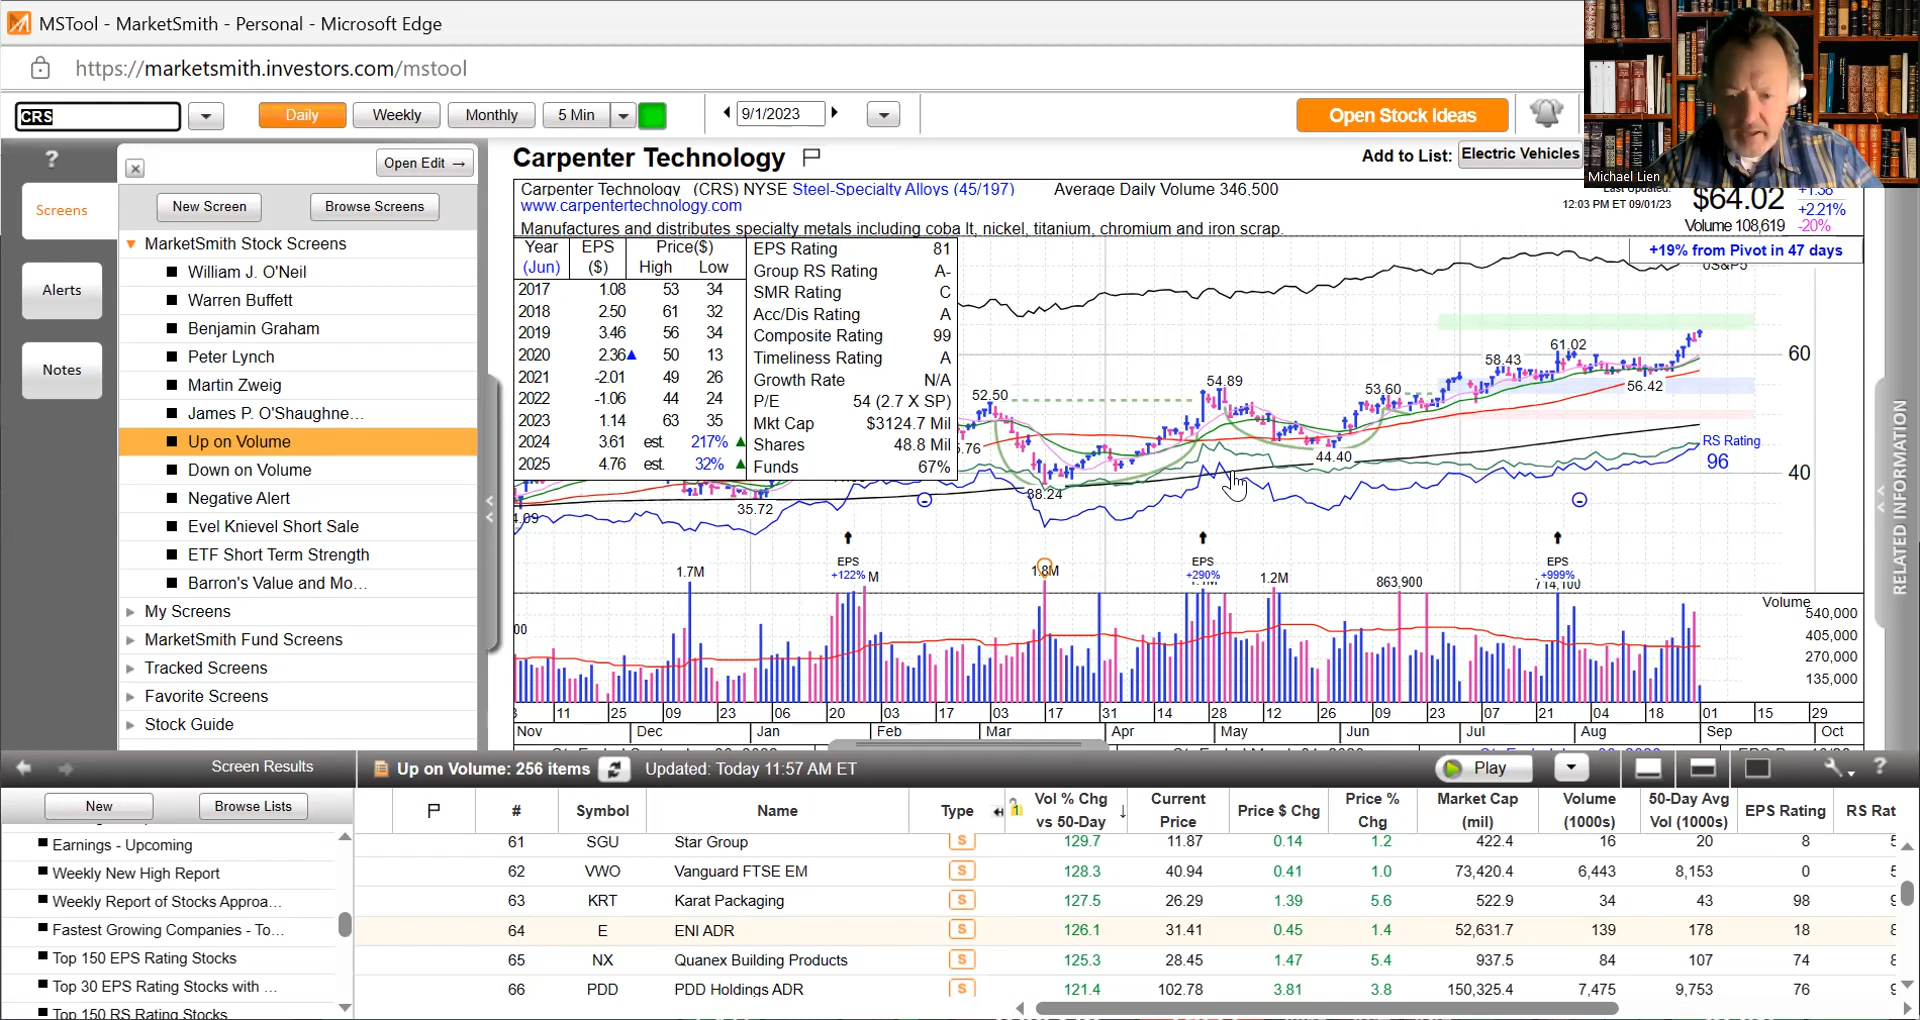 MSTool - MarketSmith - Personal - Microsoft Edge
https://marketsmith.investors.com/mstool
CRS
Daily
Weekly
Monthly
5 Min
9/1/2023
Open Stock Ideas
Michael Lien
?
Open Edit →
Screens
Alerts
Notes
New Screen
Browse Screens
MarketSmith Stock Screens
William J. O'Neil
Warren Buffett
Benjamin Graham
Peter Lynch
Martin Zweig
James P. O'Shaughne…
Up on Volume
Down on Volume
Negative Alert
Evel Knievel Short Sale
ETF Short Term Strength
Barron's Value and Mo…
My Screens
MarketSmith Fund Screens
Tracked Screens
Favorite Screens
Stock Guide
Carpenter Technology
Add to List: Electric Vehicles
Carpenter Technology (CRS) NYSE Steel-Specialty Alloys (45/197) Average Daily Volume 346,500
www.carpentertechnology.com
Manufactures and distributes specialty metals including coba lt, nickel, titanium, chromium and iron scrap.
Last Updated:
12:03 PM ET 09/01/23
$64.02 +1.38
+2.21%
Volume 108,619 -20%
+19% from Pivot in 47 days
Year EPS Price($)
(Jun) ($) High Low
2017 1.08 53 34
2018 2.50 61 32
2019 3.46 56 34
2020 2.36 50 13
2021 -2.01 49 26
2022 -1.06 44 24
2023 1.14 63 35
2024 3.61 est. 217%
2025 4.76 est. 32%
EPS Rating 81
Group RS Rating A-
SMR Rating C
Acc/Dis Rating A
Composite Rating 99
Timeliness Rating A
Growth Rate N/A
P/E 54 (2.7 X SP)
Mkt Cap $3124.7 Mil
Shares 48.8 Mil
Funds 67%
60
61.02
58.43
56.42
54.89
53.60
52.50
RS Rating
96
44.40
40
38.24
35.72
EPS
+122%
EPS
+290%
EPS
+999%
1.7M
M
1.8M
1.2M
863,900
714,100
Volume
540,000
405,000
270,000
135,000
00
11 25 09 23 06 20 03 17 03 17 31 14 28 12 26 09 23 07 21 04 18 01 15 29
Nov Dec Jan Feb Mar Apr May Jun Jul Aug Sep Oct
RELATED INFORMATION
Screen Results
Up on Volume: 256 items
Updated: Today 11:57 AM ET
Play
?
New
Browse Lists
Earnings - Upcoming
Weekly New High Report
Weekly Report of Stocks Approa…
Fastest Growing Companies - To…
Top 150 EPS Rating Stocks
Top 30 EPS Rating Stocks with …
Top 150 RS Rating Stocks
# Symbol Name Type Vol % Chg vs 50-Day Current Price Price $ Chg Price % Chg Market Cap (mil) Volume (1000s) 50-Day Avg Vol (1000s) EPS Rating RS Rat
61 SGU Star Group S 129.7 11.87 0.14 1.2 422.4 16 20 8
62 VWO Vanguard FTSE EM S 128.3 40.94 0.41 1.0 73,420.4 6,443 8,153 0
63 KRT Karat Packaging S 127.5 26.29 1.39 5.6 522.9 34 43 98
64 E ENI ADR S 126.1 31.41 0.45 1.4 52,631.7 139 178 18
65 NX Quanex Building Products S 125.3 28.45 1.47 5.4 937.5 84 107 74
66 PDD PDD Holdings ADR S 121.4 102.78 3.81 3.8 150,325.4 7,475 9,753 76